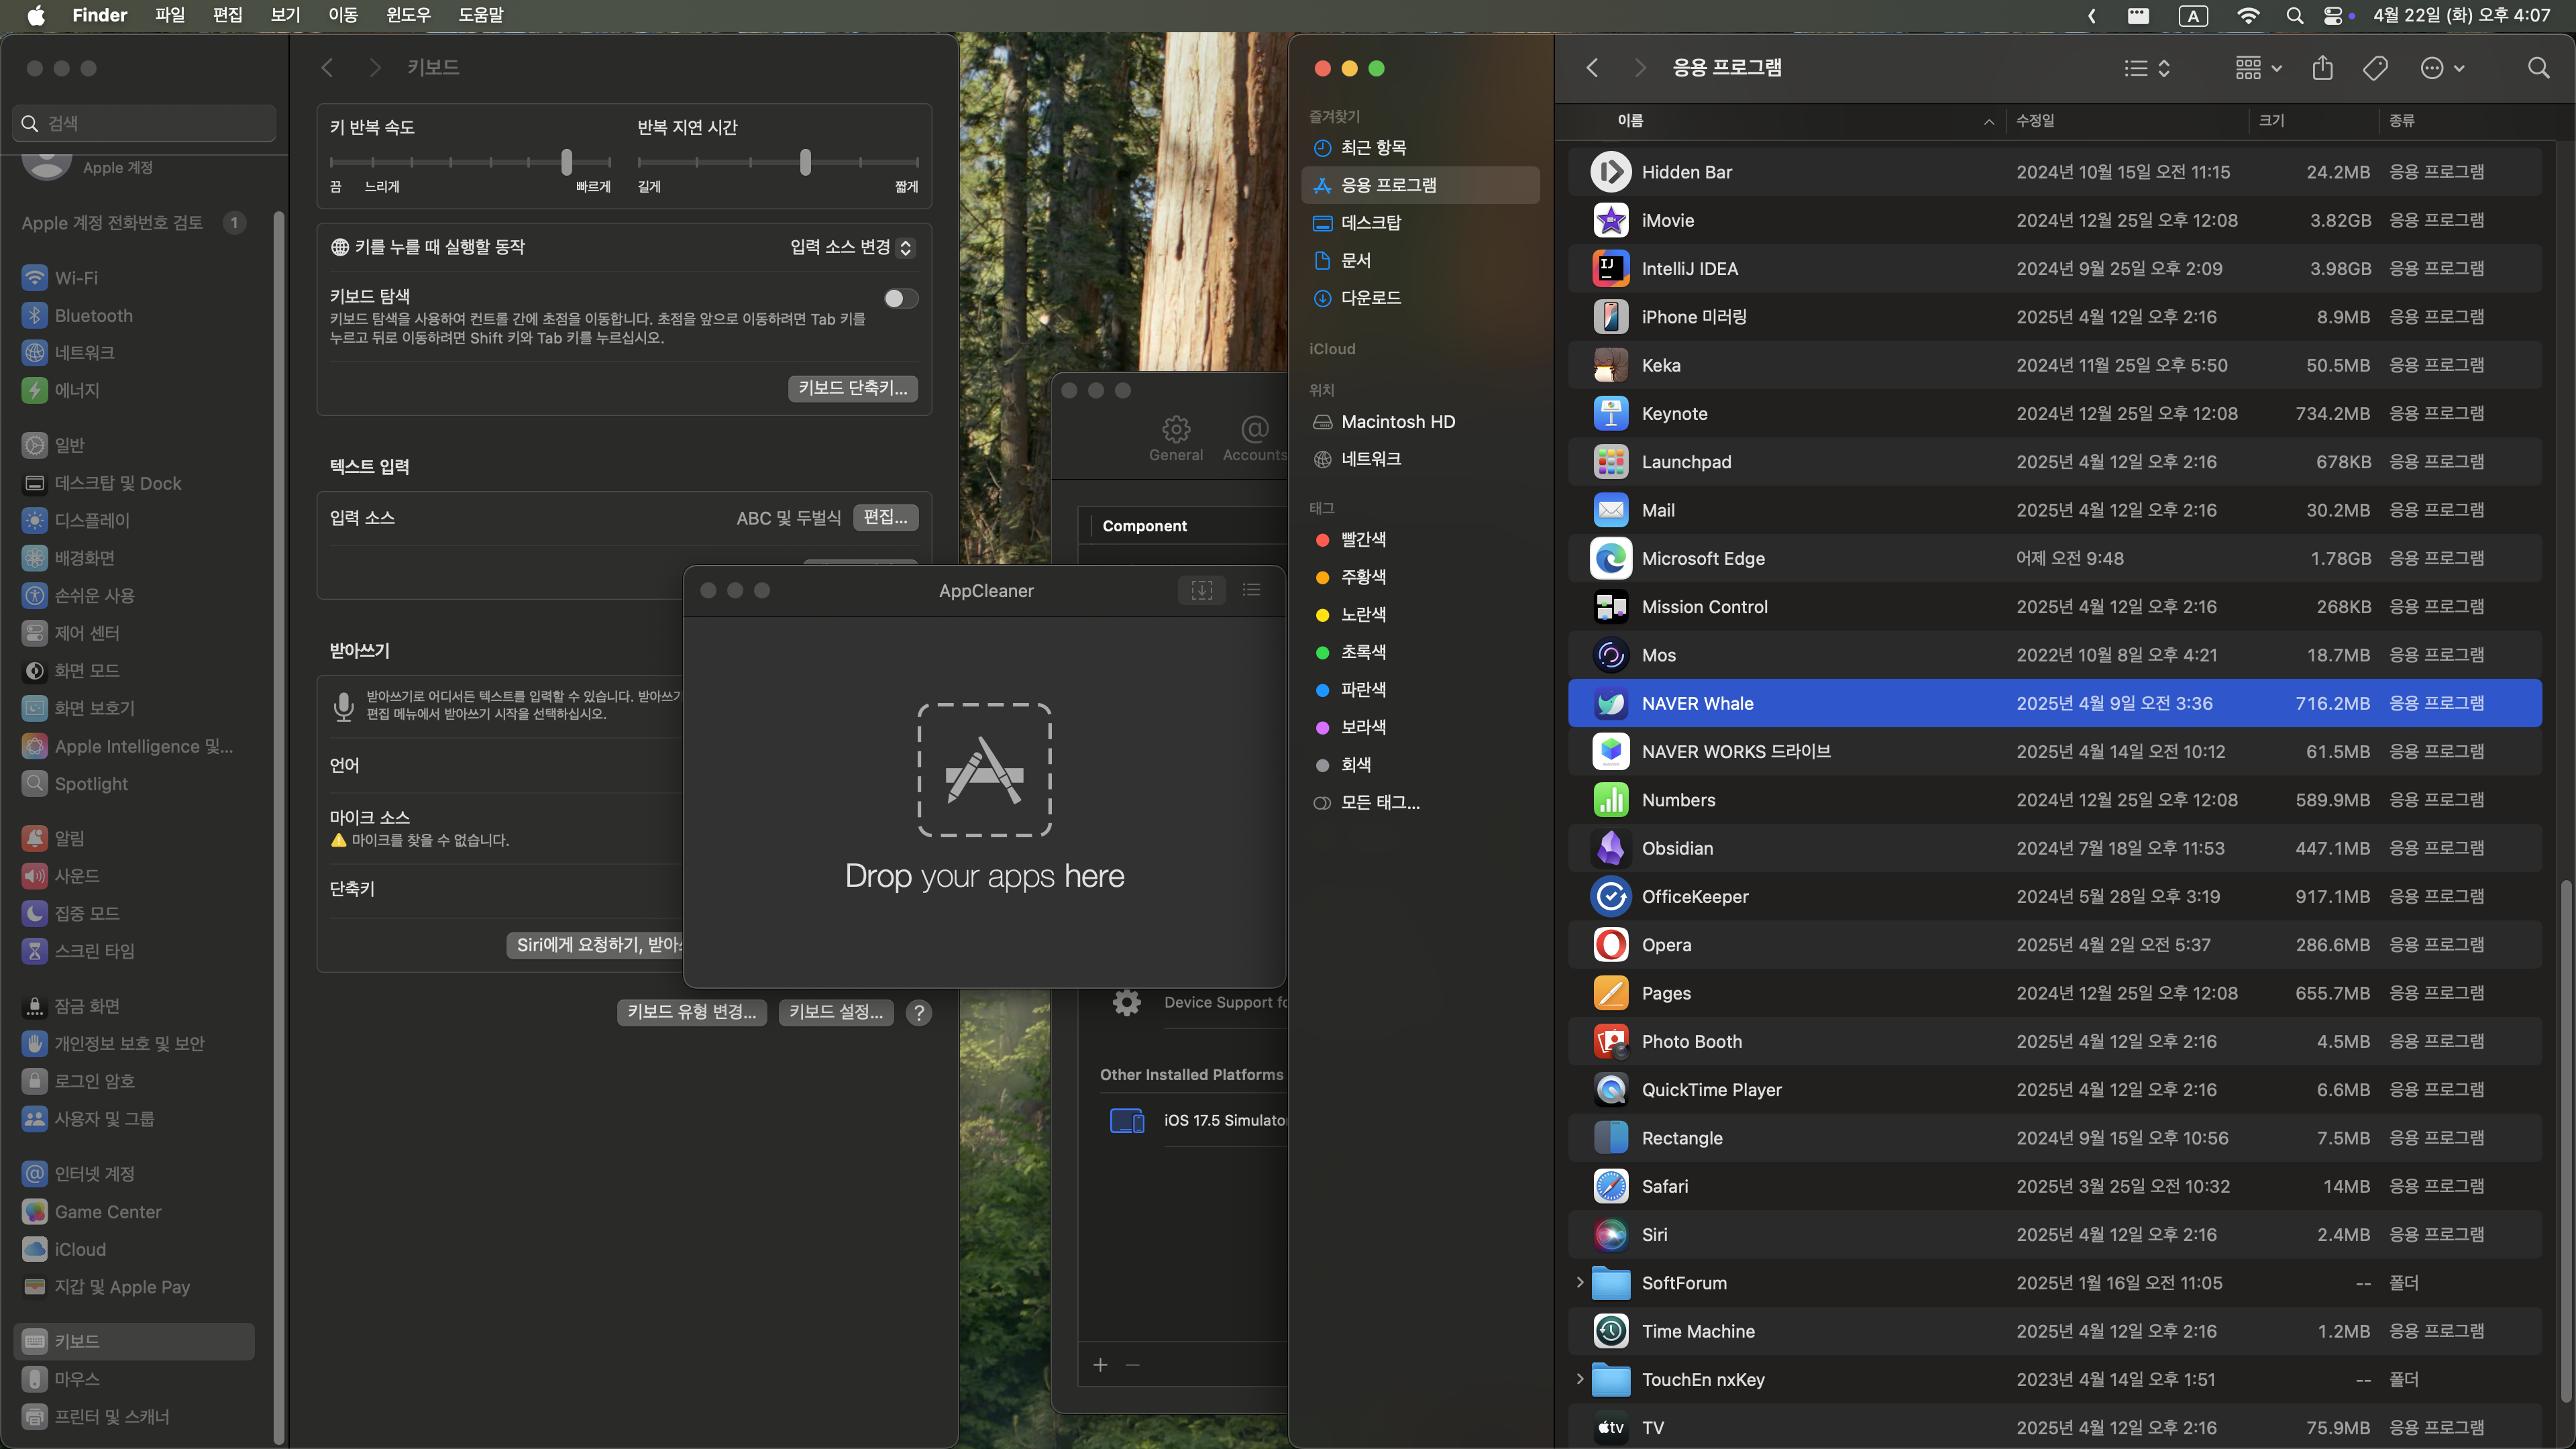 Finder 파일 편집 보기 이동 윈도우 도움말
A 4월 22일 (화) 오후 4:07
검색
Apple 계정
Apple 계정 전화번호 검토 1
Wi-Fi
Bluetooth
네트워크
에너지
일반
데스크탑 및 Dock
디스플레이
배경화면
손쉬운 사용
제어 센터
화면 모드
화면 보호기
Apple Intelligence 및...
Spotlight
알림
사운드
집중 모드
스크린 타임
잠금 화면
개인정보 보호 및 보안
로그인 암호
사용자 및 그룹
인터넷 계정
Game Center
iCloud
지갑 및 Apple Pay
키보드
마우스
프린터 및 스캐너
키보드
키 반복 속도 반복 지연 시간
끔 느리게 빠르게 길게 짧게
키를 누를 때 실행할 동작 입력 소스 변경
키보드 탐색
키보드 탐색을 사용하여 컨트롤 간에 초점을 이동합니다. 초점을 앞으로 이동하려면 Tab 키를
누르고 뒤로 이동하려면 Shift 키와 Tab 키를 누르십시오.
키보드 단축키...
텍스트 입력
입력 소스 ABC 및 두벌식 편집...
받아쓰기
받아쓰기로 어디서든 텍스트를 입력할 수 있습니다. 받아쓰기
편집 메뉴에서 받아쓰기 시작을 선택하십시오.
언어
마이크 소스
마이크를 찾을 수 없습니다.
단축키
Siri에게 요청하기, 받아
키보드 유형 변경... 키보드 설정... ?
AppCleaner
Drop your apps here
General Accounts
Component
Device Support fo
Other Installed Platforms
iOS 17.5 Simulator
즐겨찾기
최근 항목
응용 프로그램
데스크탑
문서
다운로드
iCloud
위치
Macintosh HD
네트워크
태그
빨간색
주황색
노란색
초록색
파란색
보라색
회색
모든 태그...
응용 프로그램
이름 수정일 크기 종류
Hidden Bar 2024년 10월 15일 오전 11:15 24.2MB 응용 프로그램
iMovie 2024년 12월 25일 오후 12:08 3.82GB 응용 프로그램
IntelliJ IDEA 2024년 9월 25일 오후 2:09 3.98GB 응용 프로그램
iPhone 미러링 2025년 4월 12일 오후 2:16 8.9MB 응용 프로그램
Keka 2024년 11월 25일 오후 5:50 50.5MB 응용 프로그램
Keynote 2024년 12월 25일 오후 12:08 734.2MB 응용 프로그램
Launchpad 2025년 4월 12일 오후 2:16 678KB 응용 프로그램
Mail 2025년 4월 12일 오후 2:16 30.2MB 응용 프로그램
Microsoft Edge 어제 오전 9:48 1.78GB 응용 프로그램
Mission Control 2025년 4월 12일 오후 2:16 268KB 응용 프로그램
Mos 2022년 10월 8일 오후 4:21 18.7MB 응용 프로그램
NAVER Whale 2025년 4월 9일 오전 3:36 716.2MB 응용 프로그램
NAVER WORKS 드라이브 2025년 4월 14일 오전 10:12 61.5MB 응용 프로그램
Numbers 2024년 12월 25일 오후 12:08 589.9MB 응용 프로그램
Obsidian 2024년 7월 18일 오전 11:53 447.1MB 응용 프로그램
OfficeKeeper 2024년 5월 28일 오후 3:19 917.1MB 응용 프로그램
Opera 2025년 4월 2일 오전 5:37 286.6MB 응용 프로그램
Pages 2024년 12월 25일 오후 12:08 655.7MB 응용 프로그램
Photo Booth 2025년 4월 12일 오후 2:16 4.5MB 응용 프로그램
QuickTime Player 2025년 4월 12일 오후 2:16 6.6MB 응용 프로그램
Rectangle 2024년 9월 15일 오후 10:56 7.5MB 응용 프로그램
Safari 2025년 3월 25일 오전 10:32 14MB 응용 프로그램
Siri 2025년 4월 12일 오후 2:16 2.4MB 응용 프로그램
SoftForum 2025년 1월 16일 오전 11:05 -- 폴더
Time Machine 2025년 4월 12일 오후 2:16 1.2MB 응용 프로그램
TouchEn nxKey 2023년 4월 14일 오후 1:51 -- 폴더
TV 2025년 4월 12일 오후 2:16 75.9MB 응용 프로그램